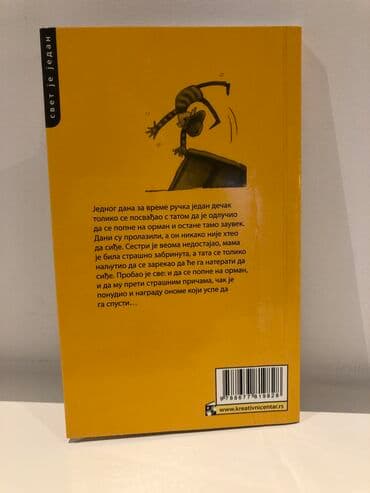 свет је један
Једног дана за време ручка један дечак
толико се посвађао с татом да је одлучио
да се попне на орман и остане тамо заувек.
Дани су пролазили, а он никако није хтео
да сиђе. Сестри је веома недостајао, мама
је била страшно забринута, а тата се толико
наљутио да се зарекао да ће га натерати да
сиђе. Пробао је све: и да се попне на орман,
и да му прети страшним причама, чак је
понудио и награду ономе који успе да
га спусти...
9788677819828
www.kreativnicentar.rs